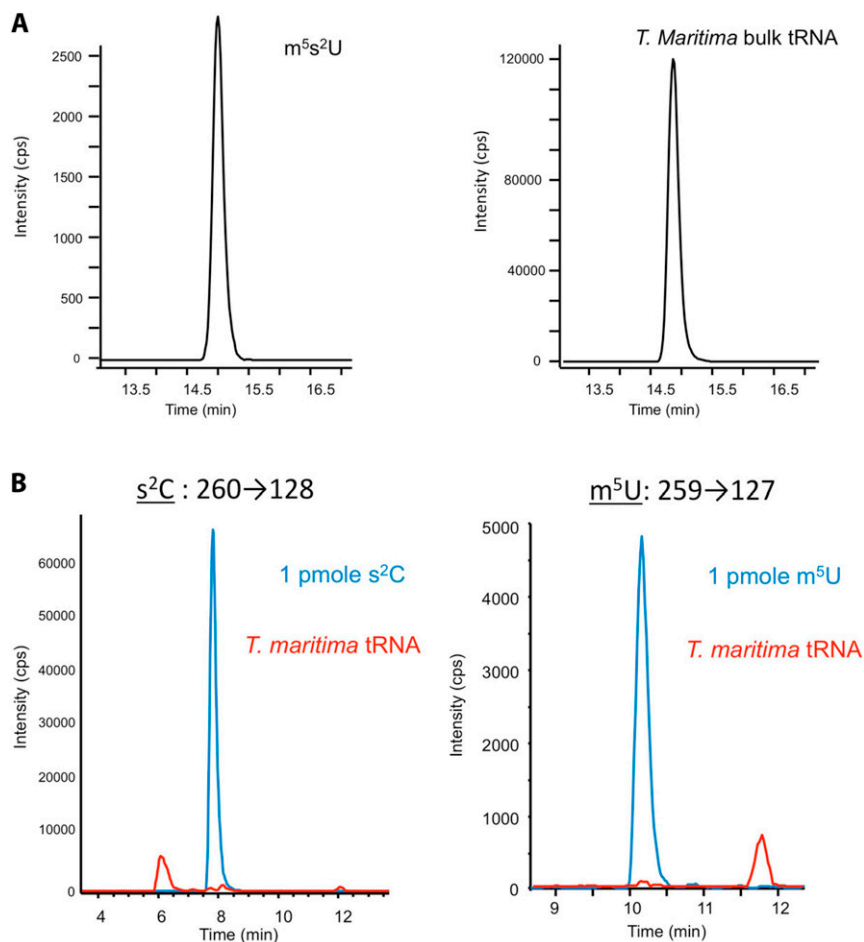 A
m⁵s²U
Intensity (cps)
2500
2000
1500
1000
500
0
13.5 14.5 15.5 16.5
Time (min)
T. Maritima bulk tRNA
Intensity (cps)
120000
80000
40000
0
13.5 14.5 15.5 16.5
Time (min)
B
s²C : 260→128
1 pmole s²C
T. maritima tRNA
Intensity (cps)
60000
50000
40000
30000
20000
10000
0
4 6 8 10 12
Time (min)
m⁵U: 259→127
1 pmole m⁵U
T. maritima tRNA
Intensity (cps)
5000
4000
3000
2000
1000
0
9 10 11 12
Time (min)